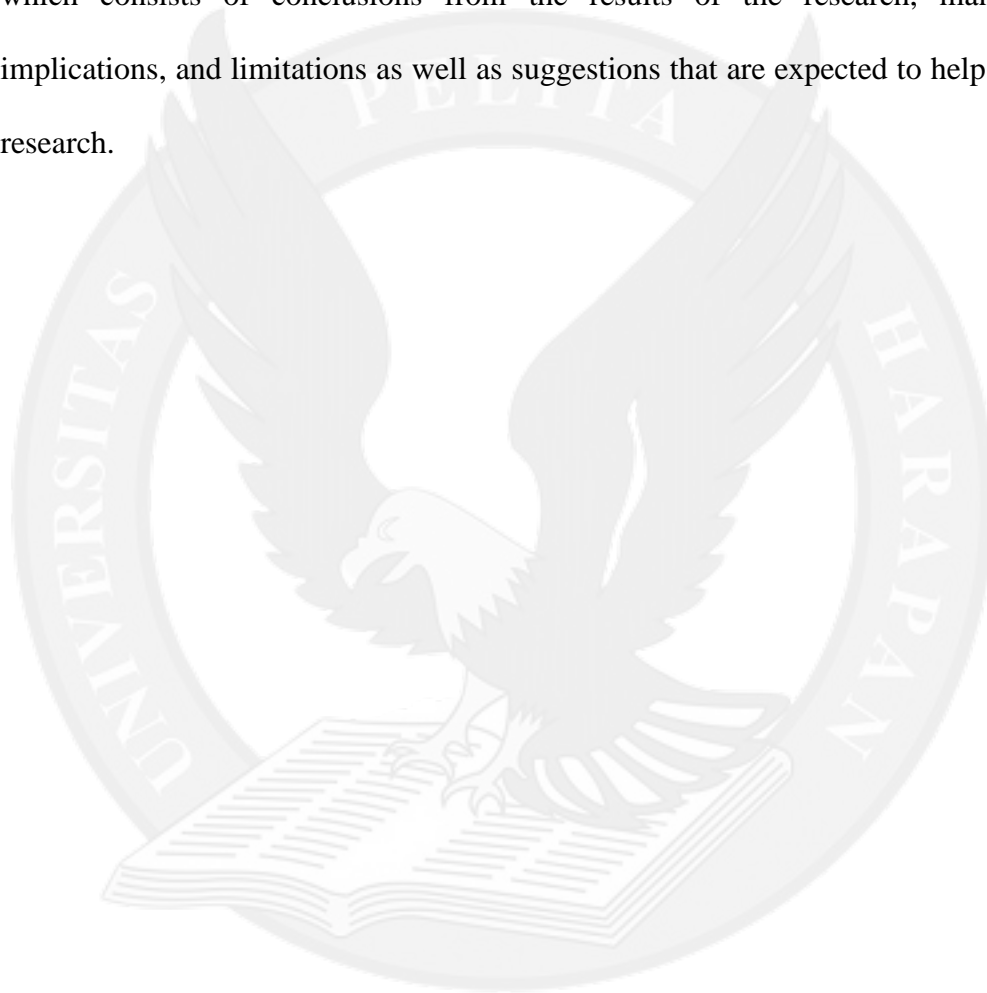 which consists of conclusions from the results of the research,
implications, and limitations as well as suggestions that are expected to help
research.
UNIVERSITAS PELITA HARAPAN